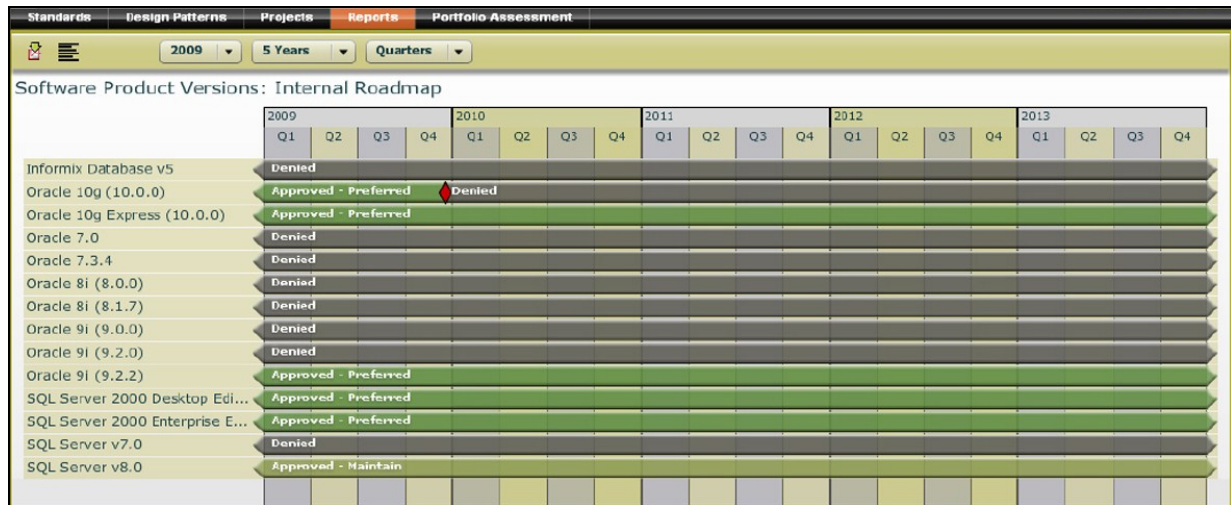 Standards Design Patterns Projects Reports Portfolio Assessment
2009 5 Years Quarters
Software Product Versions: Internal Roadmap
2009 2010 2011 2012 2013
Q1 Q2 Q3 Q4 Q1 Q2 Q3 Q4 Q1 Q2 Q3 Q4 Q1 Q2 Q3 Q4 Q1 Q2 Q3 Q4
Informix Database v5 Denied
Oracle 10g (10.0.0) Approved - Preferred Denied
Oracle 10g Express (10.0.0) Approved - Preferred
Oracle 7.0 Denied
Oracle 7.3.4 Denied
Oracle 8i (8.0.0) Denied
Oracle 8i (8.1.7) Denied
Oracle 9i (9.0.0) Denied
Oracle 9i (9.2.0) Denied
Oracle 9i (9.2.2) Approved - Preferred
SQL Server 2000 Desktop Edi... Approved - Preferred
SQL Server 2000 Enterprise E... Approved - Preferred
SQL Server v7.0 Denied
SQL Server v8.0 Approved - Maintain